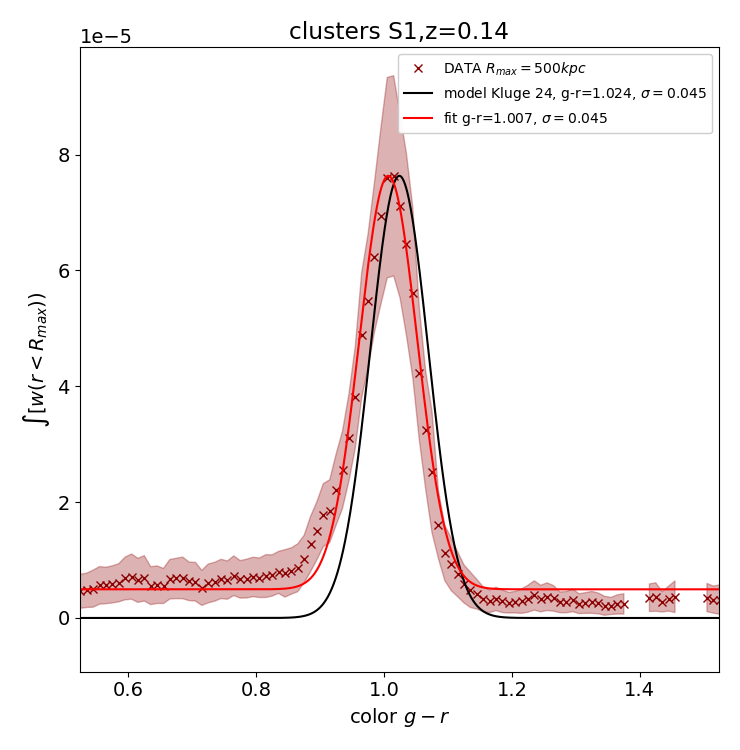 clusters S1,z=0.14
1e−5
DATA R_max = 500kpc
model Kluge 24, g-r=1.024, σ = 0.045
fit g-r=1.007, σ = 0.045
8
6
4
2
0
∫[w(r < R_max))
0.6 0.8 1.0 1.2 1.4
color g − r